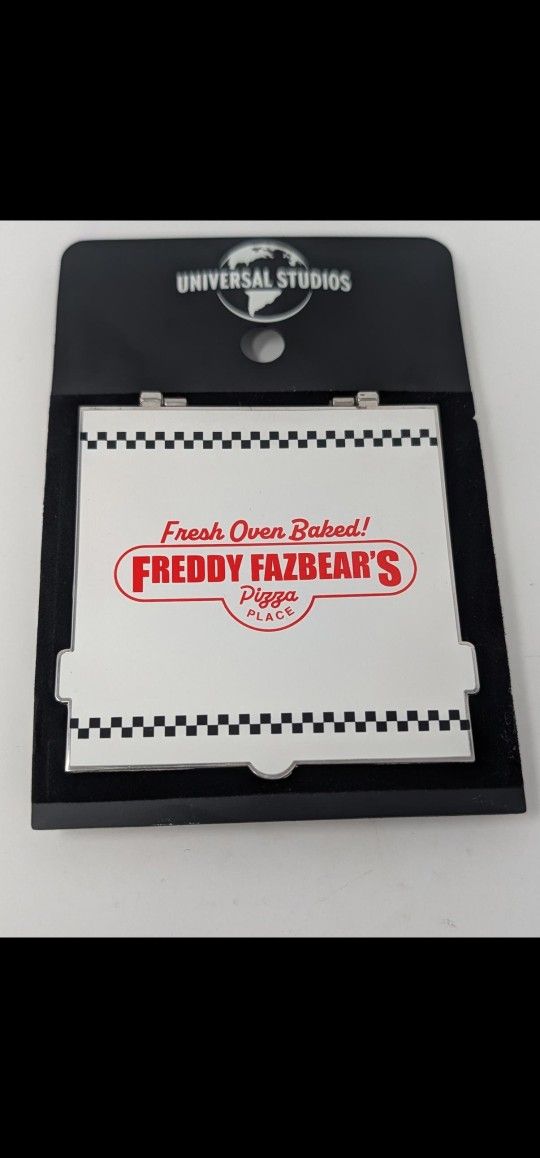 UNIVERSAL STUDIOS
Fresh Oven Baked!
FREDDY FAZBEAR'S
Pizza
PLACE